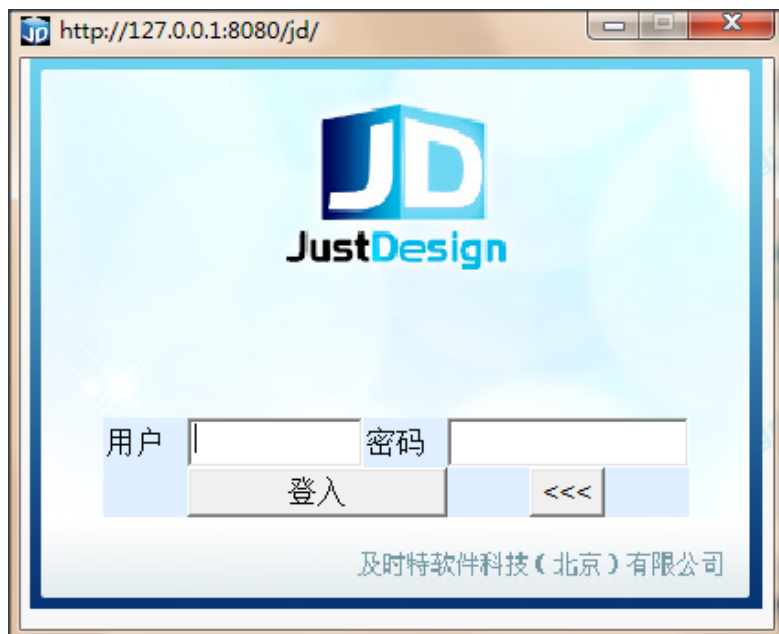 http://127.0.0.1:8080/jd/
JD
JustDesign
用户 密码
登入 <<<
及时特软件科技(北京)有限公司